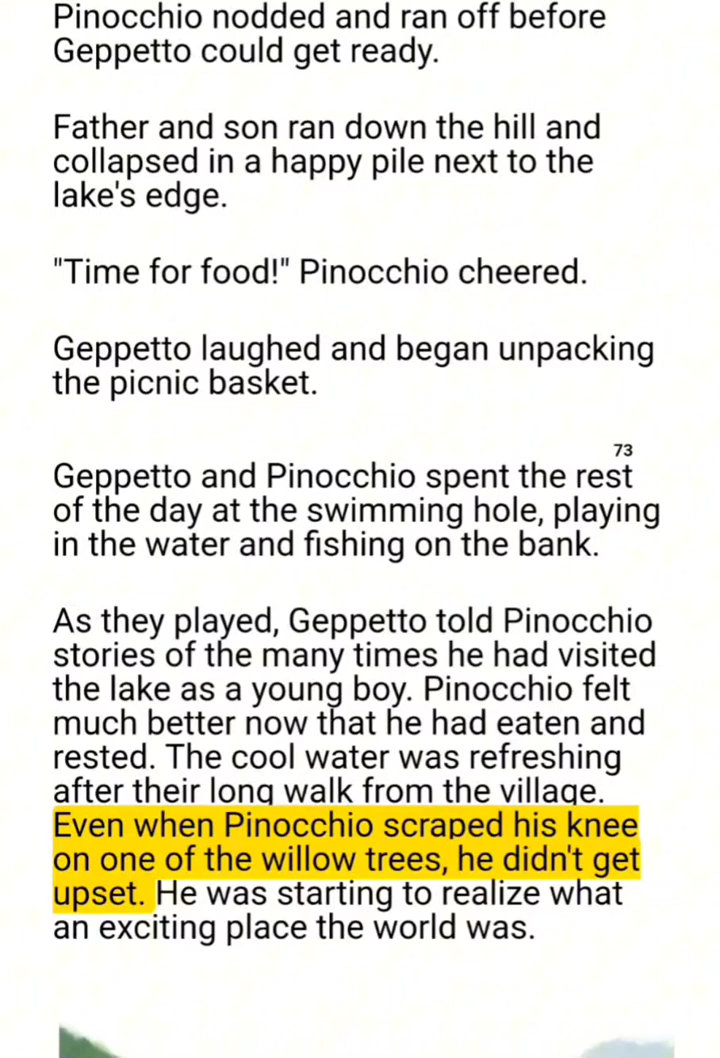 Pinocchio nodded and ran off before
Geppetto could get ready.
Father and son ran down the hill and
collapsed in a happy pile next to the
lake's edge.
"Time for food!" Pinocchio cheered.
Geppetto laughed and began unpacking
the picnic basket.
73
Geppetto and Pinocchio spent the rest
of the day at the swimming hole, playing
in the water and fishing on the bank.
As they played, Geppetto told Pinocchio
stories of the many times he had visited
the lake as a young boy. Pinocchio felt
much better now that he had eaten and
rested. The cool water was refreshing
after their long walk from the village.
Even when Pinocchio scraped his knee
on one of the willow trees, he didn't get
upset. He was starting to realize what
an exciting place the world was.